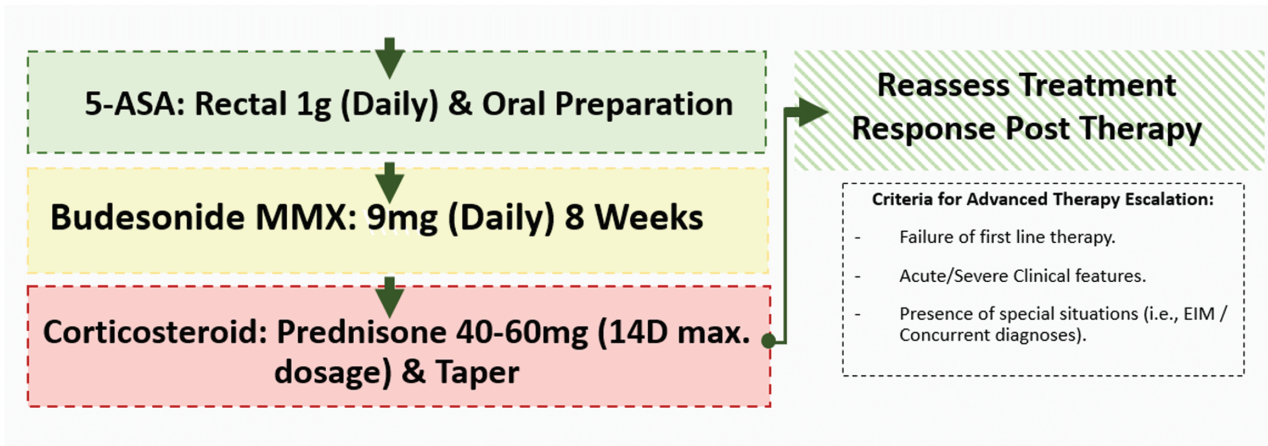 5-ASA: Rectal 1g (Daily) & Oral Preparation
Budesonide MMX: 9mg (Daily) 8 Weeks
Corticosteroid: Prednisone 40-60mg (14D max.
dosage) & Taper
Reassess Treatment
Response Post Therapy
Criteria for Advanced Therapy Escalation:
- Failure of first line therapy.
- Acute/Severe Clinical features.
- Presence of special situations (i.e., EIM /
Concurrent diagnoses).